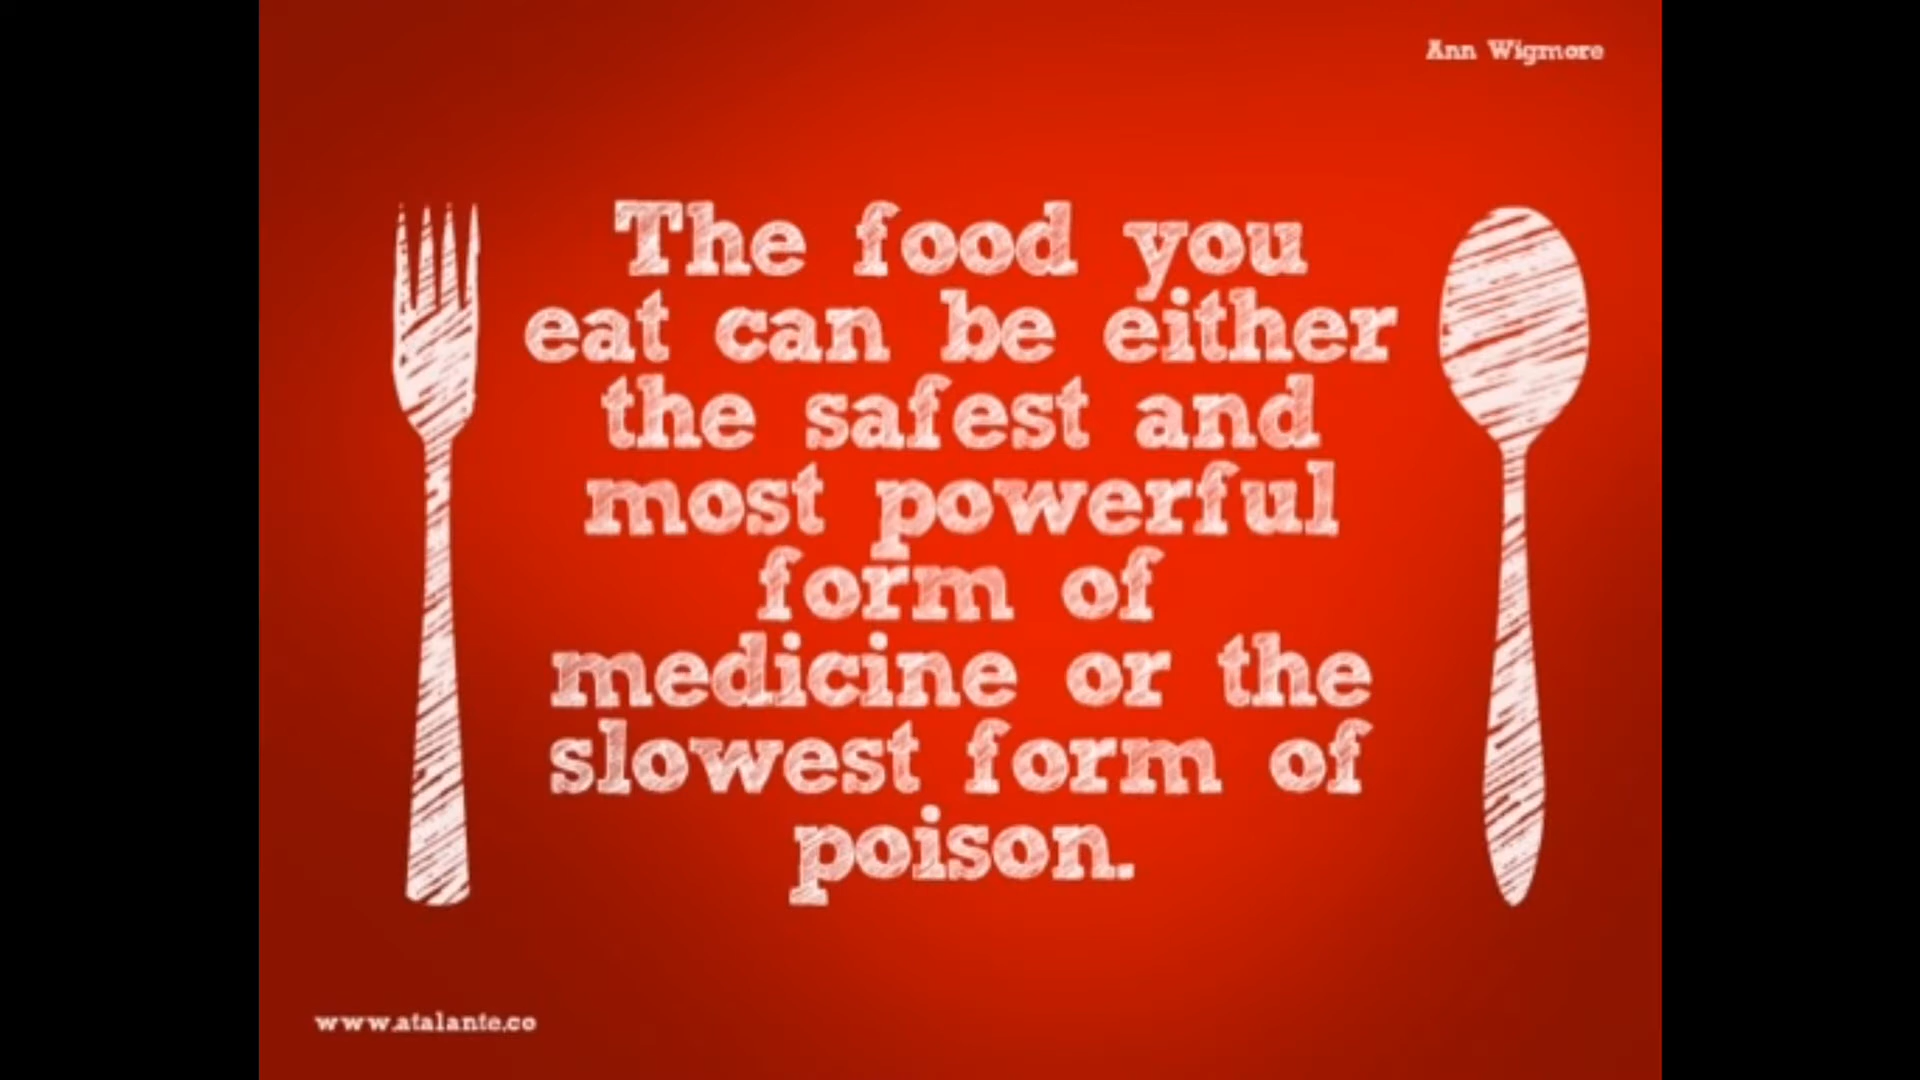 Ann Wigmore
The food you
eat can be either
the safest and
most powerful
form of
medicine or the
slowest form of
poison.
www.atalante.co